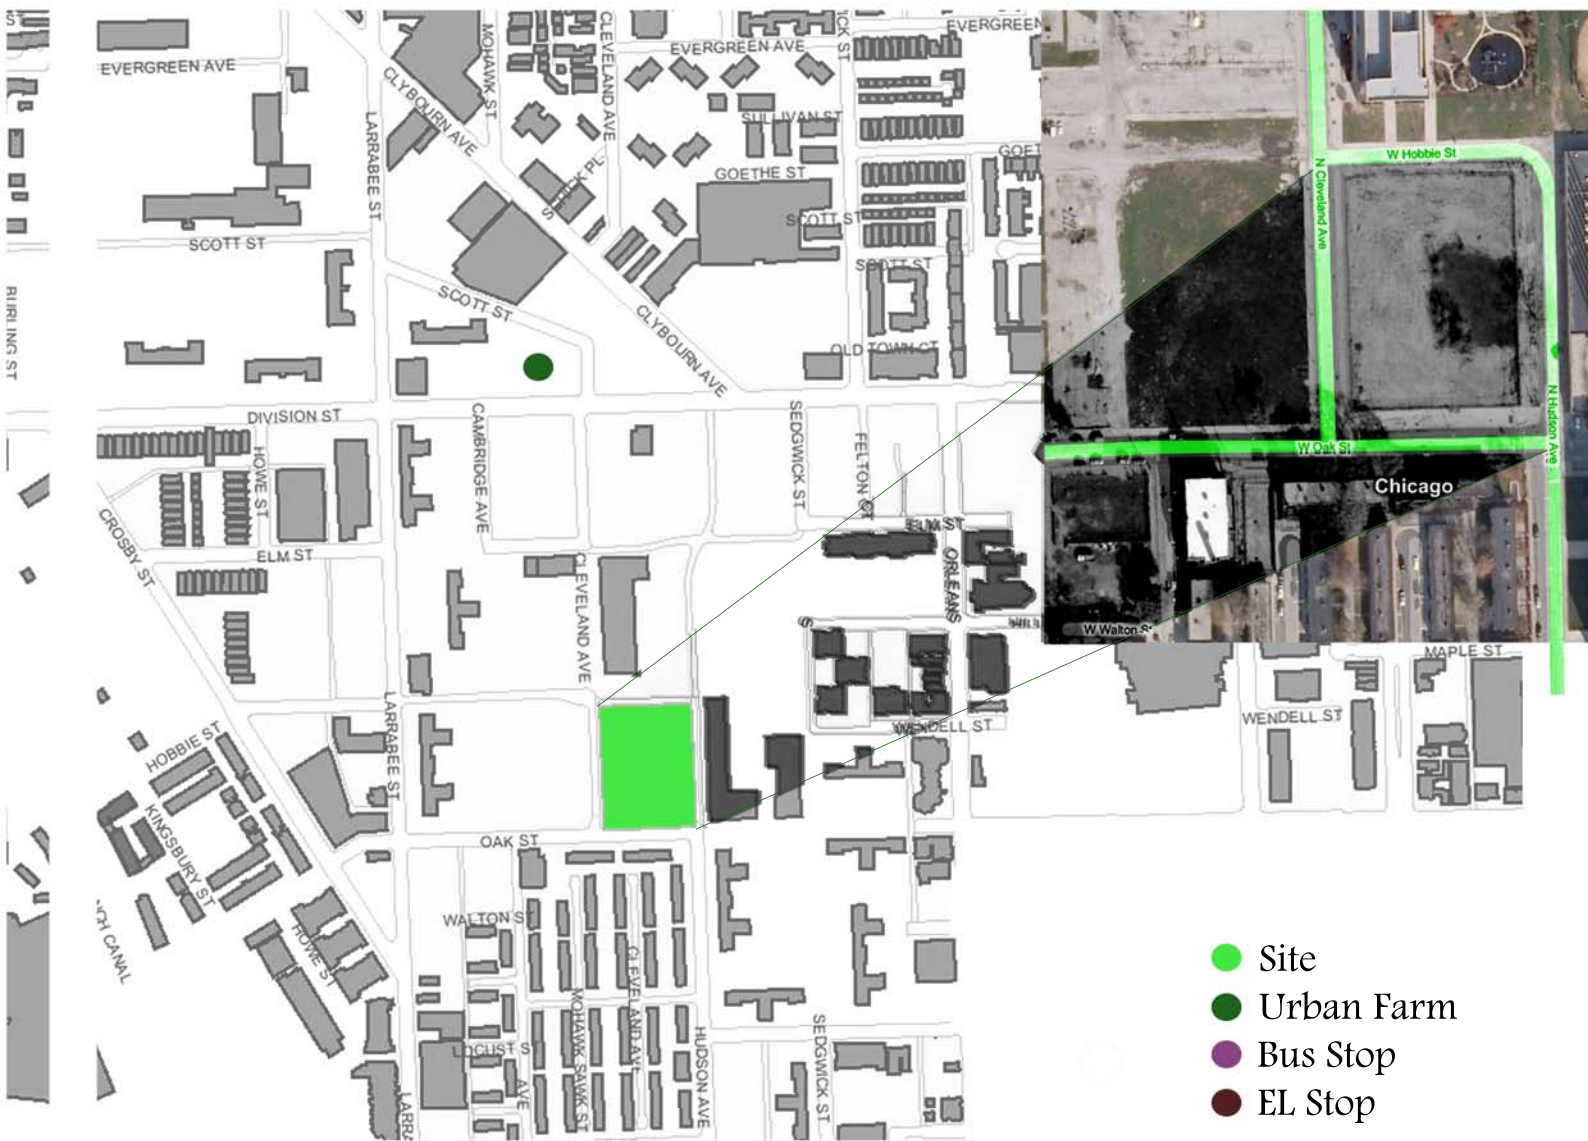 EVERGREEN AVE
CLYBOURN AVE
MOHAWK ST
CLEVELAND AVE
EVERGREEN AVE
EVERGREEN
LARRABEE ST
SULLIVAN ST
GOETHE ST
SCOTT ST
SCOTT ST
SCOTT ST
SCOTT ST
BURLING ST
CLYBOURN AVE
OLD TOWN CT
DIVISION ST
CAMBRIDGE AVE
SEDGWICK ST
FELTON CT
HOWE ST
CROSBY ST
ELM ST
ELM ST
CLEVELAND AVE
ORLEANS
W Hobbie St
N Cleveland Ave
N Hudson Ave
W Oak St
Chicago
W Walton St
MAPLE ST
WENDELL ST
WENDELL ST
LARRABEE ST
HOBBIE ST
KINGSBURY ST
OAK ST
WALTON ST
HOWE ST
CANAL
CLEVELAND AVE
MOHAWK ST
LOCUST S
AVE
HUDSON AVE
SEDGWICK ST
LARRA
Site
Urban Farm
Bus Stop
EL Stop